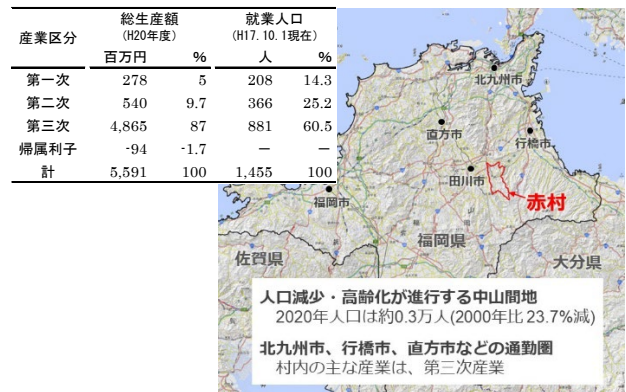 産業区分 総生産額 (H20年度) 就業人口 (H17.10.1現在)
百万円 % 人 %
第一次 278 5 208 14.3
第二次 540 9.7 366 25.2
第三次 4,865 87 881 60.5
帰属利子 -94 -1.7 － －
計 5,591 100 1,455 100
北九州市
直方市
行橋市
田川市
赤村
福岡市
福岡県
佐賀県
大分県
人口減少・高齢化が進行する中山間地
2020年人口は約0.3万人(2000年比 23.7%減)
北九州市、行橋市、直方市などの通勤圏
村内の主な産業は、第三次産業